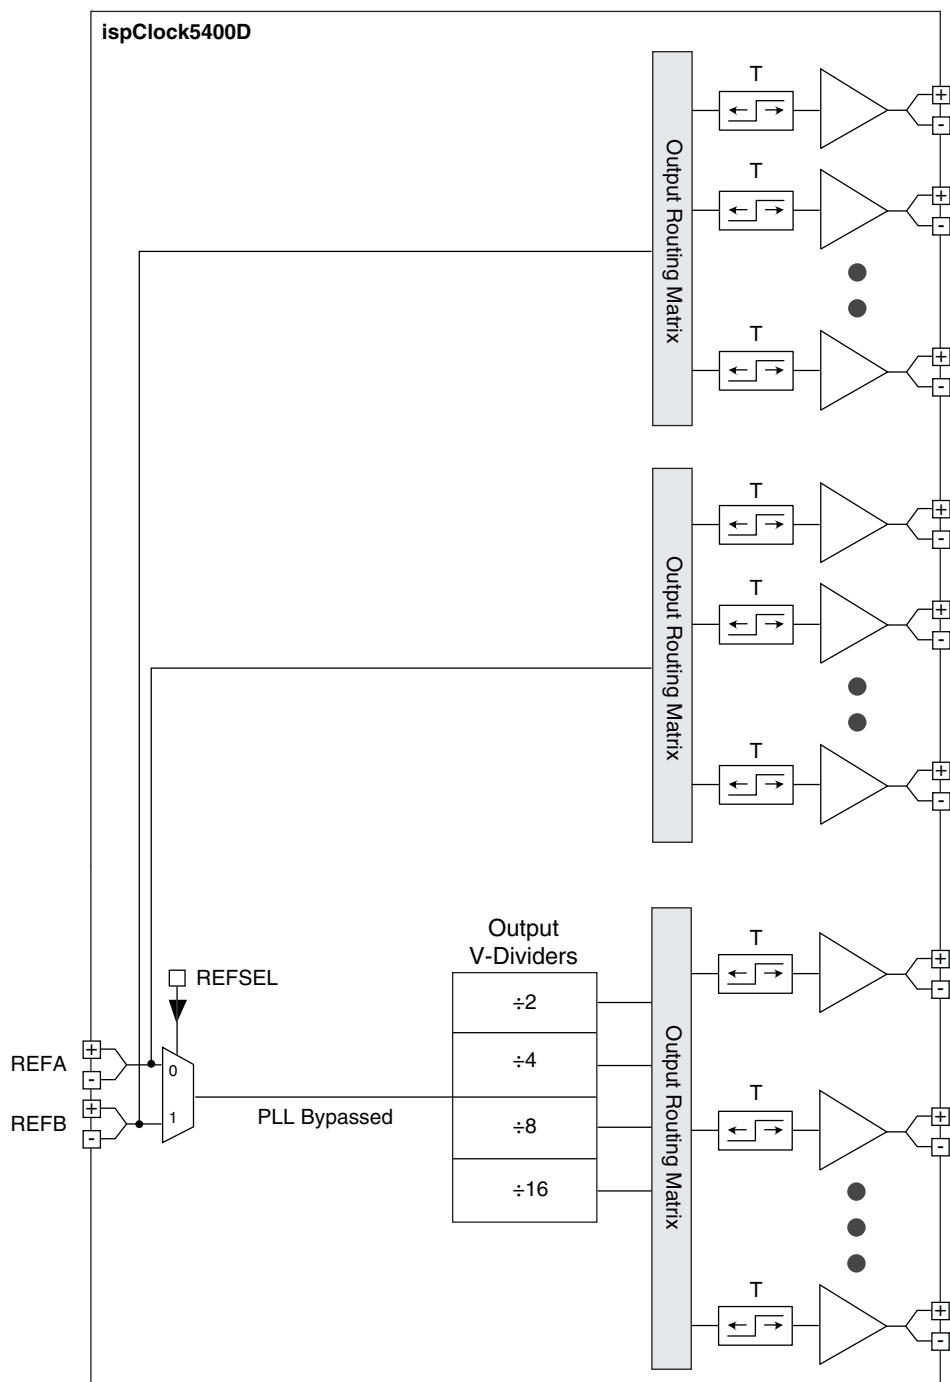 ispClock5400D
T
+
-
T
+
-
T
+
-
Output Routing Matrix
T
+
-
T
+
-
T
+
-
Output Routing Matrix
Output
V-Dividers
÷2
÷4
÷8
÷16
REFSEL
REFA
+
-
REFB
+
-
0
1
PLL Bypassed
Output Routing Matrix
T
+
-
T
+
-
T
+
-